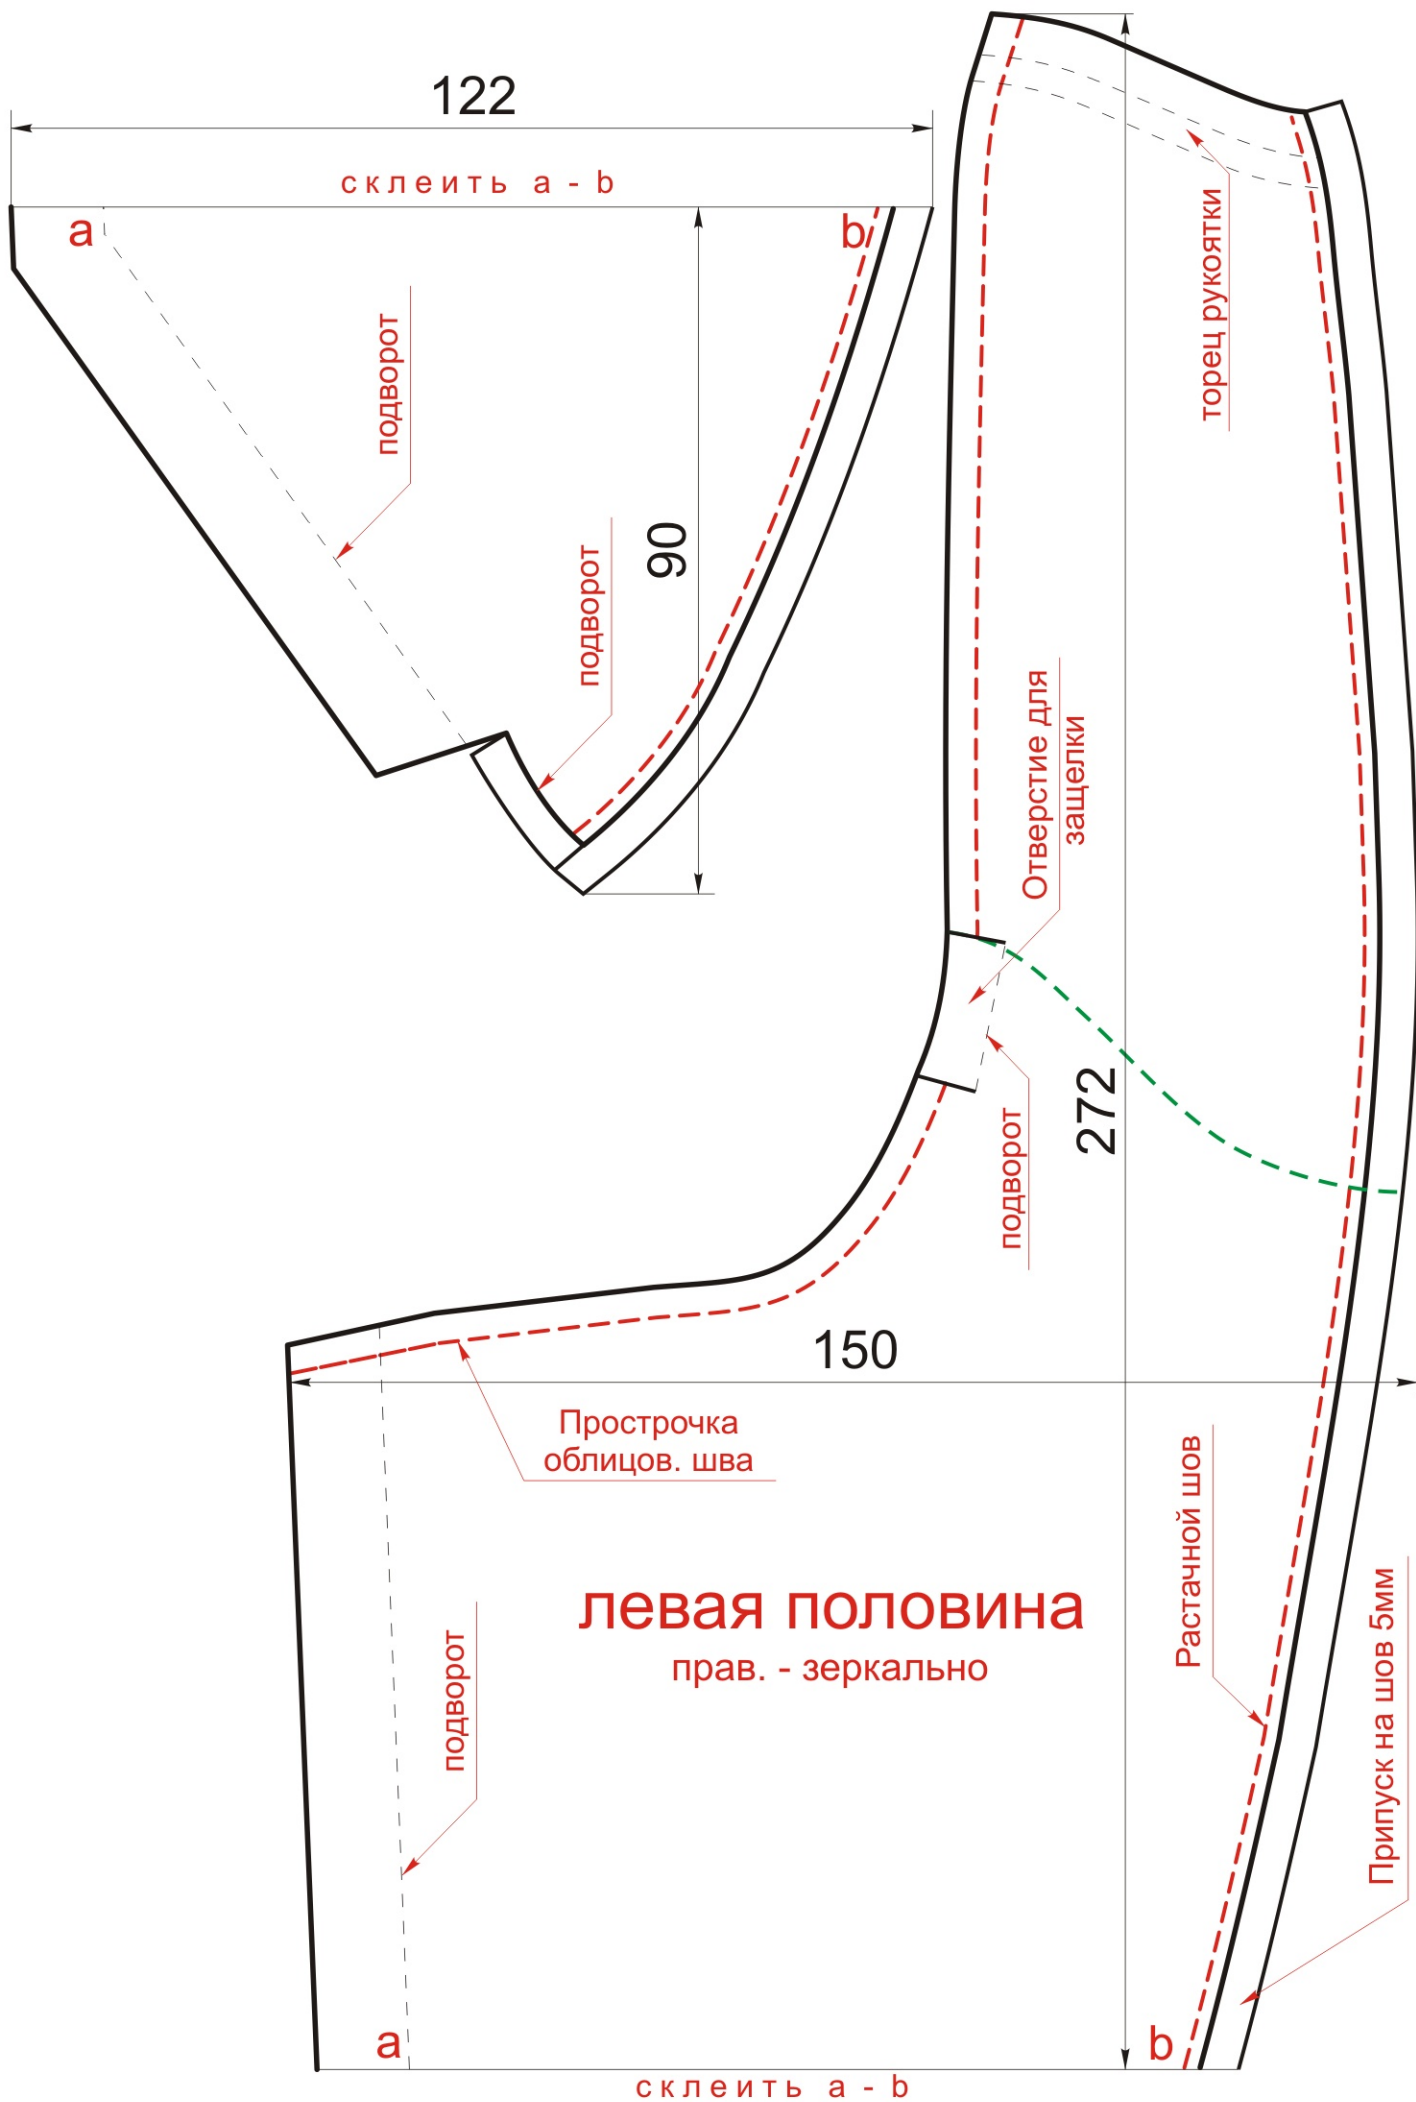 122
склеить a - b
a
b
подворот
90
подворот
торец рукоятки
Отверстие для
защелки
272
подворот
150
Прострочка
облицов. шва
левая половина
прав. - зеркально
подворот
Растачной шов
Припуск на шов 5мм
a
b
склеить a - b